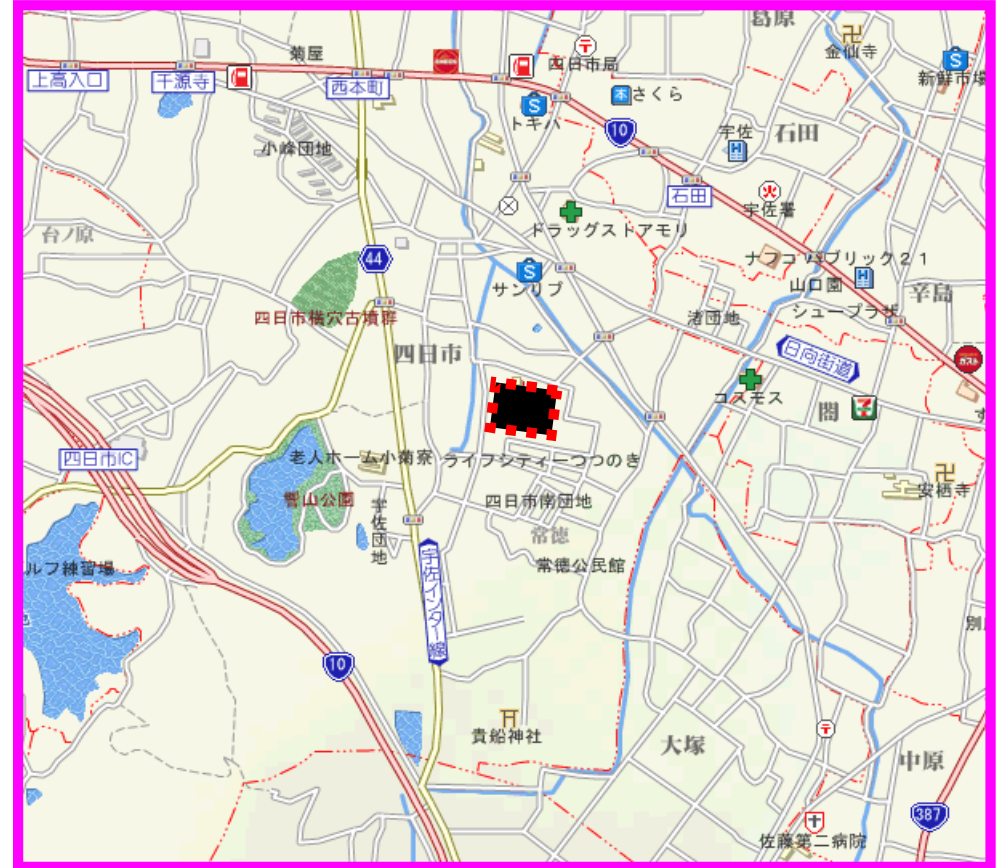 葛原
金仙寺
菊屋
四日市局
新鮮市場
上高入口
千源寺
西本町
本
さくら
S
トキハ
S
10
宇佐
石田
H
小峰団地
石田
火
宇佐署
ドラッグストアモリ
台ノ原
44
S
サンリブ
ナフコ
パブリック21
山口園
H
辛島
四日市横穴古墳群
渚団地
シュープラザ
四日市
日向街道
ガスト
コスモス
閤
7
四日市IC
老人ホーム小菊寮
ライフシティーつつのき
安栖寺
四日市南団地
宇佐団地
常徳
ルフ練習場
常徳公民館
宇佐インター線
別
10
貴船神社
大塚
中原
387
佐藤第二病院